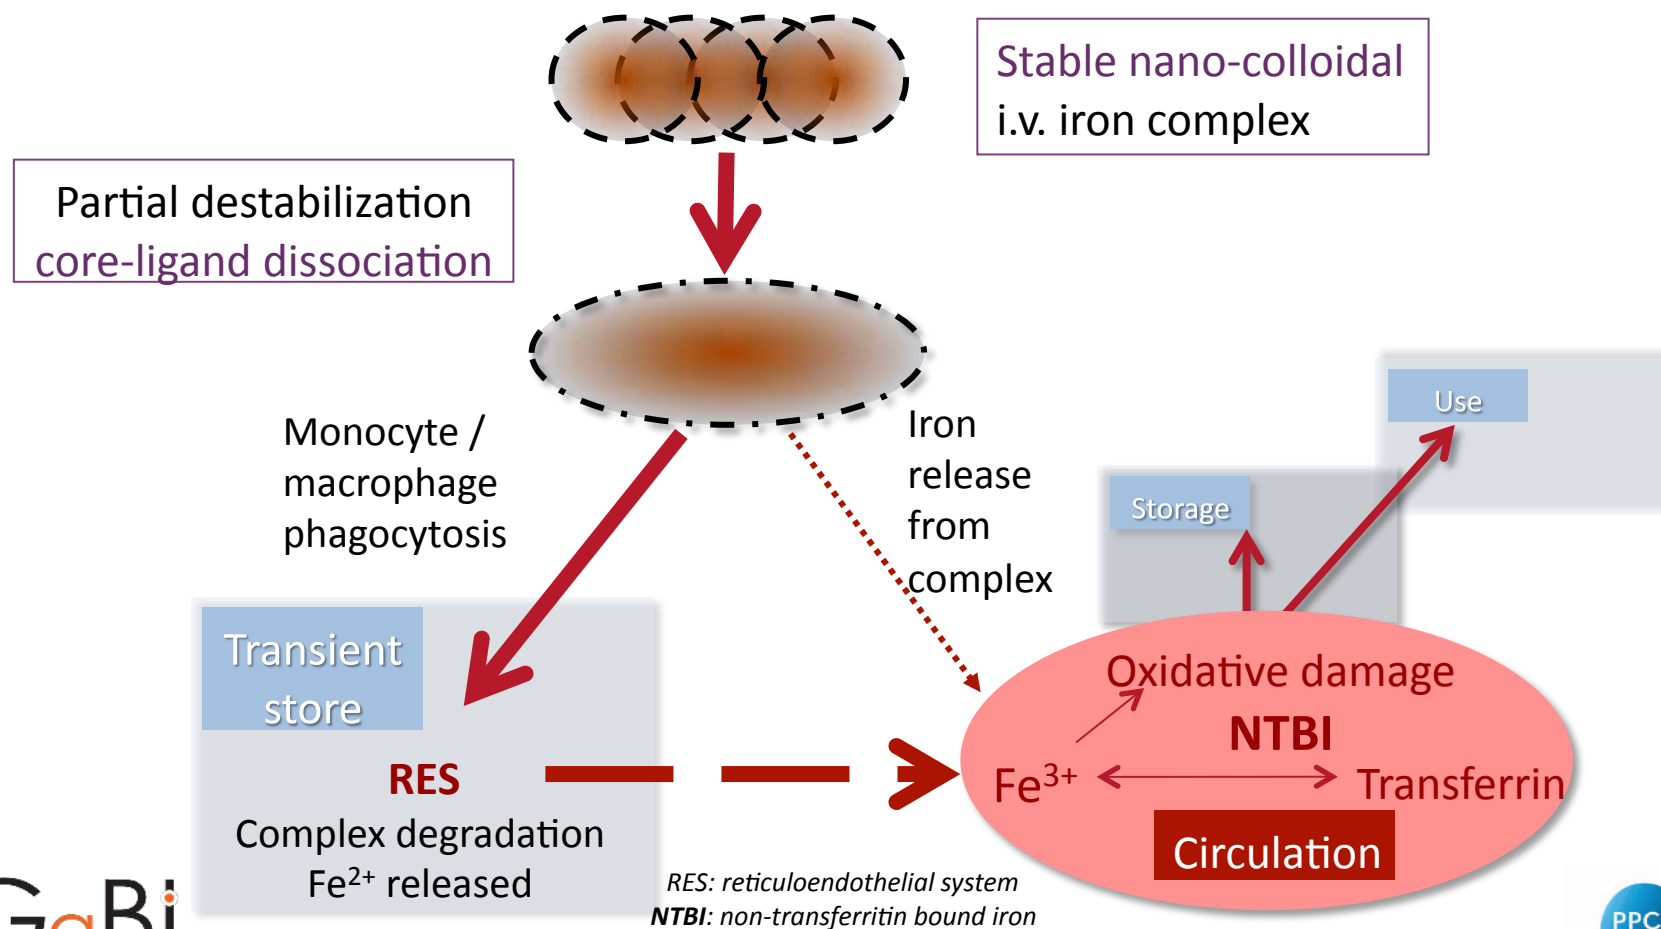 Stable nano-colloidal
i.v. iron complex
Partial destabilization
core-ligand dissociation
Monocyte /
macrophage
phagocytosis
Iron
release
from
complex
Use
Storage
Transient
store
RES
Complex degradation
Fe²⁺ released
Oxidative damage
NTBI
Fe³⁺
Transferrin
Circulation
RES: reticuloendothelial system
NTBI: non-transferritin bound iron
GaBI
PPC